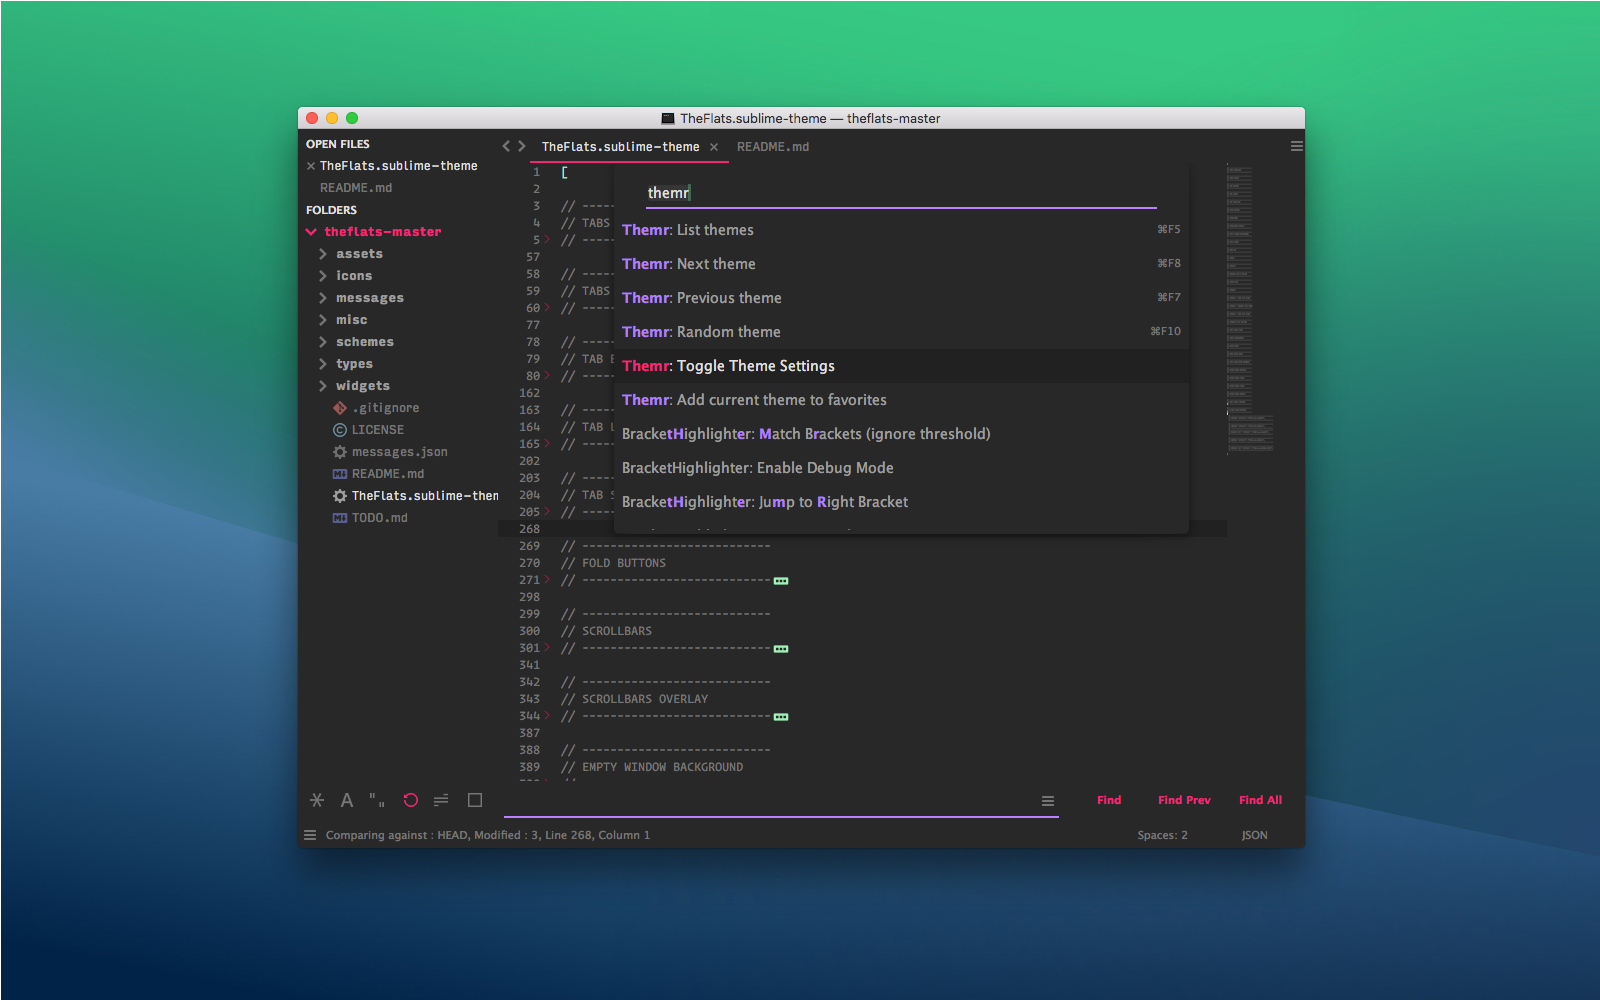 TheFlats.sublime-theme — theflats-master
OPEN FILES
TheFlats.sublime-theme
README.md
FOLDERS
theflats-master
assets
icons
messages
misc
schemes
types
widgets
.gitignore
LICENSE
messages.json
README.md
TheFlats.sublime-them
TODO.md
TheFlats.sublime-theme README.md
themr
Themr: List themes ⌘F5
Themr: Next theme ⌘F8
Themr: Previous theme ⌘F7
Themr: Random theme ⌘F10
Themr: Toggle Theme Settings
Themr: Add current theme to favorites
BracketHighlighter: Match Brackets (ignore threshold)
BracketHighlighter: Enable Debug Mode
BracketHighlighter: Jump to Right Bracket
1 [
2
3 // -----
4 // TABS
5 // -----
57
58 // -----
59 // TABS
60 // -----
77
78 // -----
79 // TAB
80 // -----
162
163 // -----
164 // TAB
165 // -----
202
203 // -----
204 // TAB
205 // -----
268
269 // ---------------------------
270 // FOLD BUTTONS
271 // ---------------------------
298
299 // ---------------------------
300 // SCROLLBARS
301 // ---------------------------
341
342 // ---------------------------
343 // SCROLLBARS OVERLAY
344 // ---------------------------
387
388 // ---------------------------
389 // EMPTY WINDOW BACKGROUND
Find Find Prev Find All
Comparing against : HEAD, Modified : 3, Line 268, Column 1 Spaces: 2 JSON